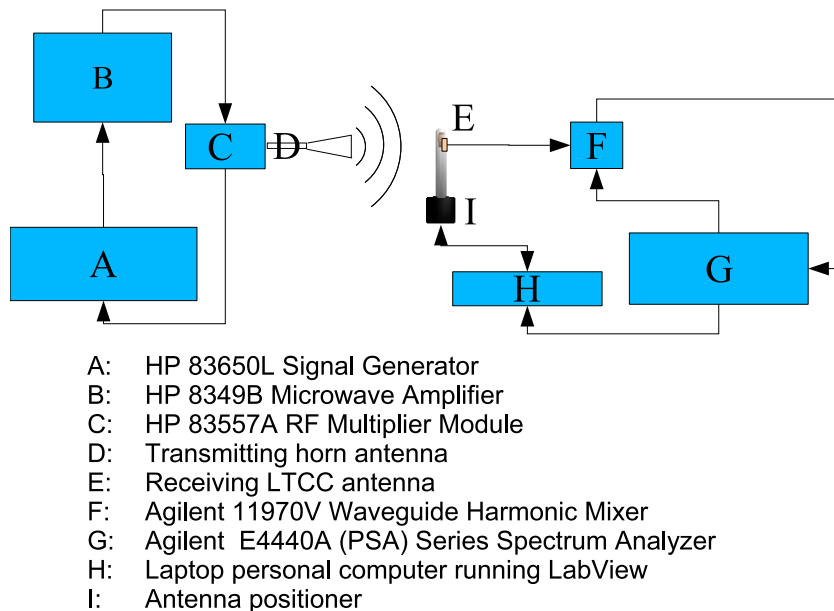 B
C
D
E
F
I
A
G
H
A: HP 83650L Signal Generator
B: HP 8349B Microwave Amplifier
C: HP 83557A RF Multiplier Module
D: Transmitting horn antenna
E: Receiving LTCC antenna
F: Agilent 11970V Waveguide Harmonic Mixer
G: Agilent E4440A (PSA) Series Spectrum Analyzer
H: Laptop personal computer running LabView
I: Antenna positioner